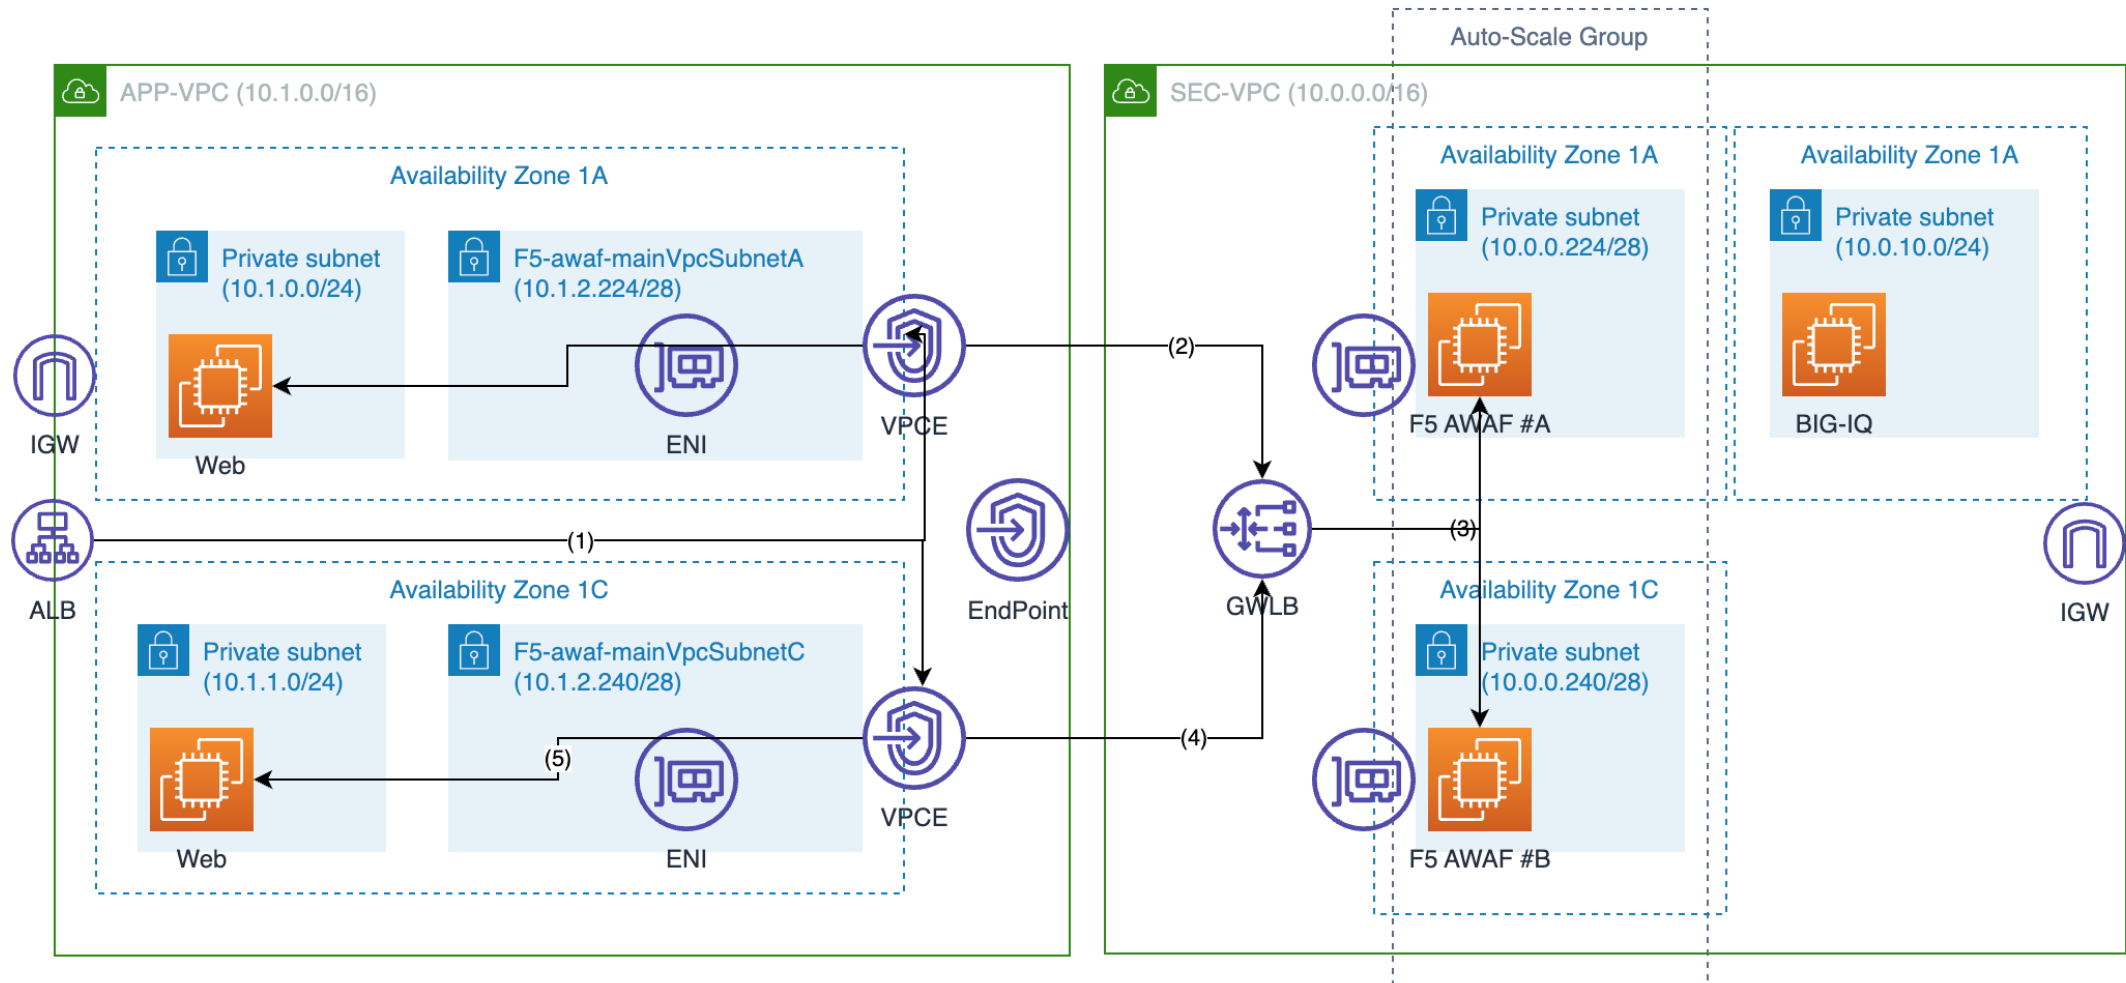 Auto-Scale Group
APP-VPC (10.1.0.0/16)
SEC-VPC (10.0.0.0/16)
Availability Zone 1A
Private subnet
(10.1.0.0/24)
F5-awaf-mainVpcSubnetA
(10.1.2.224/28)
IGW
Web
ENI
VPCE
ALB
(1)
EndPoint
Availability Zone 1C
Private subnet
(10.1.1.0/24)
F5-awaf-mainVpcSubnetC
(10.1.2.240/28)
(5)
Web
ENI
VPCE
(2)
(4)
GWLB
(3)
Availability Zone 1A
Private subnet
(10.0.0.224/28)
F5 AWAF #A
Availability Zone 1A
Private subnet
(10.0.10.0/24)
BIG-IQ
Availability Zone 1C
Private subnet
(10.0.0.240/28)
F5 AWAF #B
IGW